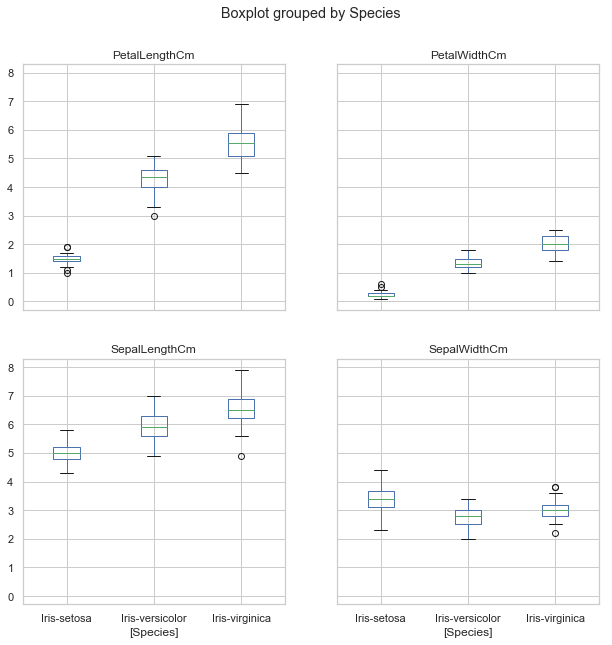 Boxplot grouped by Species
PetalLengthCm
PetalWidthCm
8
7
6
5
4
3
2
1
0
SepalLengthCm
SepalWidthCm
8
7
6
5
4
3
2
1
0
Iris-setosa Iris-versicolor Iris-virginica
[Species]
Iris-setosa Iris-versicolor Iris-virginica
[Species]